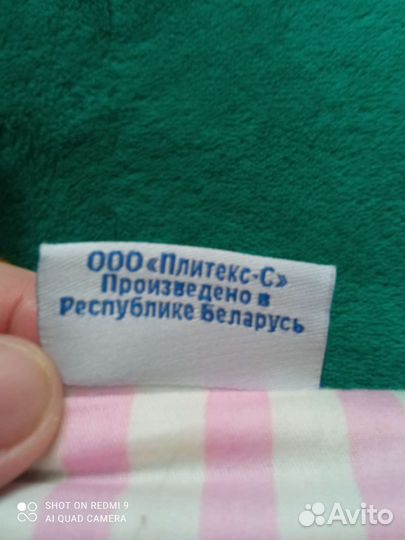 ООО «Плитекс-С»
Произведено в
Республике Беларусь
SHOT ON REDMI 9
AI QUAD CAMERA
Avito